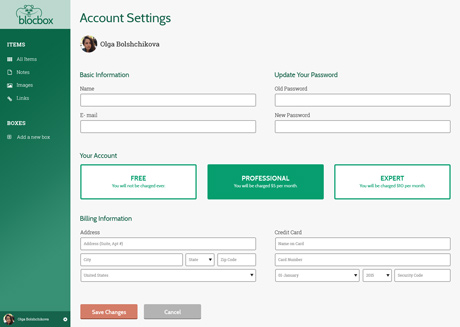 blocbox
ITEMS
All Items
Notes
Images
Links
BOXES
Add a new box
Olga Bolshchikova
Account Settings
Olga Bolshchikova
Basic Information
Name
E- mail
Update Your Password
Old Password
New Password
Your Account
FREE
You will not be charged ever.
PROFESSIONAL
You will be charged $5 per month.
EXPERT
You will be charged $10 per month.
Billing Information
Address
Address (Suite, Apt #)
City
State
Zip Code
United States
Credit Card
Name on Card
Card Number
01 January
Security Code
Save Changes
Cancel